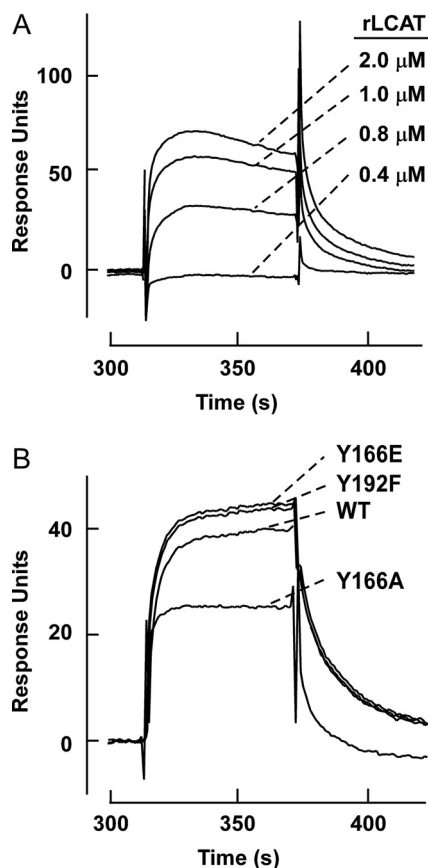 A
rLCAT
2.0 μM
1.0 μM
0.8 μM
0.4 μM
100
50
0
Response Units
300 350 400
Time (s)
B
Y166E
Y192F
WT
Y166A
40
20
0
Response Units
300 350 400
Time (s)